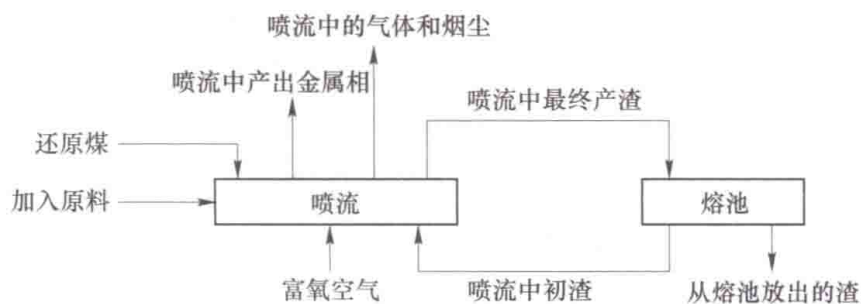 喷流中的气体和烟尘
喷流中产出金属相
喷流中最终产渣
还原煤
加入原料
喷流
熔池
富氧空气
喷流中初渣
从熔池放出的渣